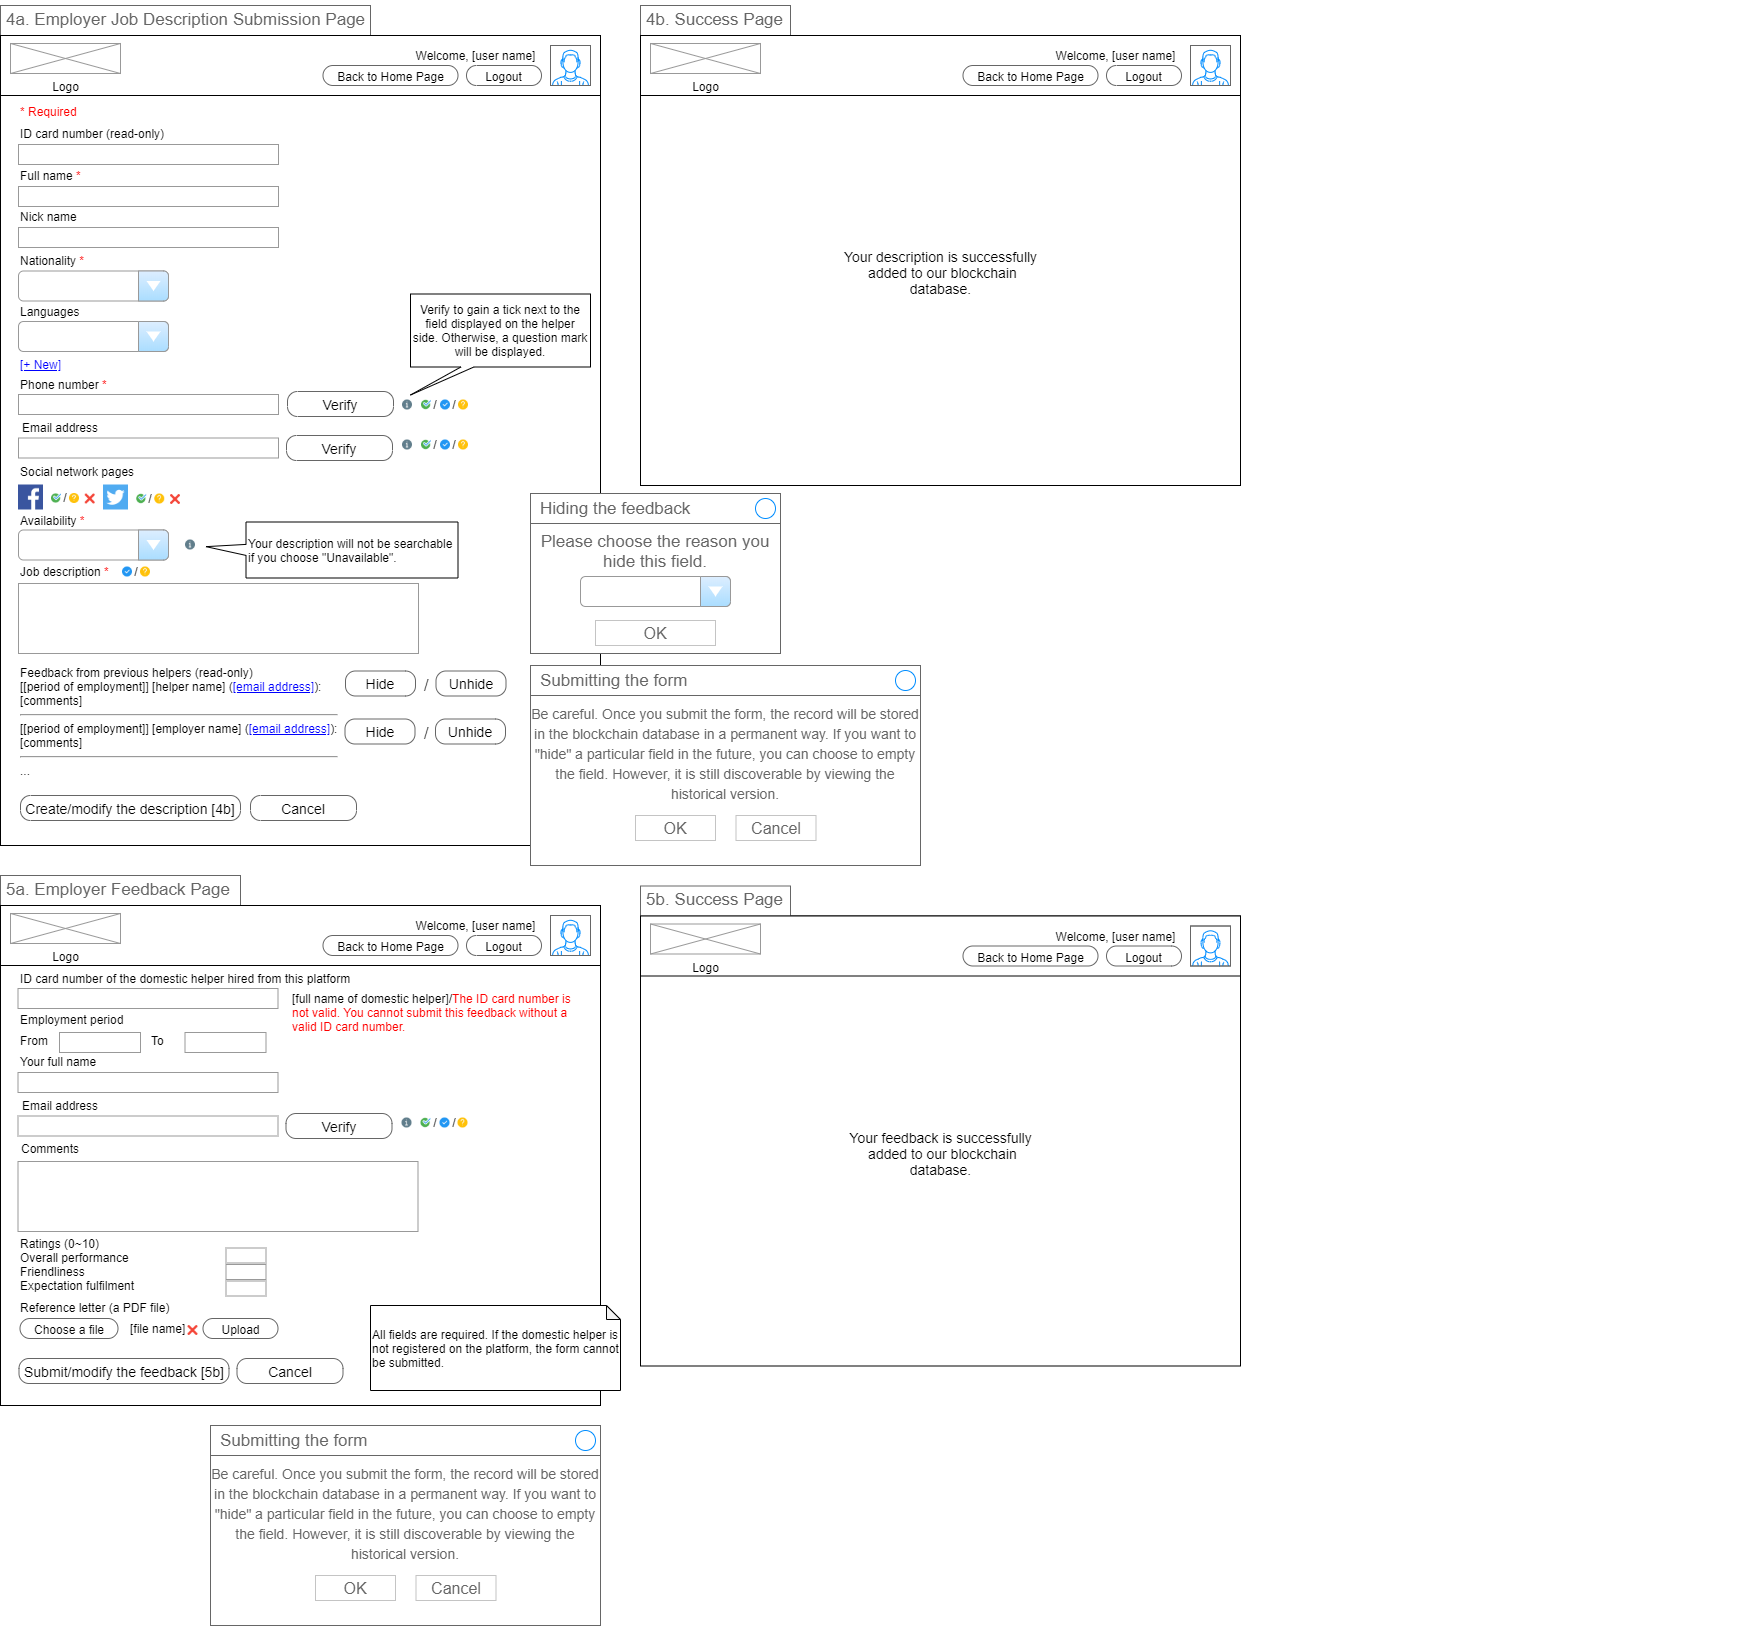 4a. Employer Job Description Submission Page
Welcome, [user name]
Back to Home Page
Logout
Logo
* Required
ID card number (read-only)
Full name *
Nick name
Nationality *
Languages
[+ New]
Verify to gain a tick next to the
field displayed on the helper
side. Otherwise, a question mark
will be displayed.
Phone number *
Verify
/ /
Email address
Verify
/ /
Social network pages
/
/
Availability *
Your description will not be searchable
if you choose "Unavailable".
Job description *
/
Feedback from previous helpers (read-only)
[[period of employment]] [helper name] ([email address]):
[comments]
Hide / Unhide
[[period of employment]] [employer name] ([email address]):
[comments]
Hide / Unhide
...
Create/modify the description [4b]
Cancel
4b. Success Page
Welcome, [user name]
Back to Home Page
Logout
Logo
Your description is successfully
added to our blockchain
database.
Hiding the feedback
Please choose the reason you
hide this field.
OK
Submitting the form
Be careful. Once you submit the form, the record will be stored
in the blockchain database in a permanent way. If you want to
"hide" a particular field in the future, you can choose to empty
the field. However, it is still discoverable by viewing the
historical version.
OK
Cancel
5a. Employer Feedback Page
Welcome, [user name]
Back to Home Page
Logout
Logo
ID card number of the domestic helper hired from this platform
[full name of domestic helper]/The ID card number is
not valid. You cannot submit this feedback without a
valid ID card number.
Employment period
From
To
Your full name
Email address
Verify
/ /
Comments
Ratings (0~10)
Overall performance
Friendliness
Expectation fulfilment
Reference letter (a PDF file)
Choose a file
[file name]
Upload
All fields are required. If the domestic helper is
not registered on the platform, the form cannot
be submitted.
Submit/modify the feedback [5b]
Cancel
5b. Success Page
Welcome, [user name]
Back to Home Page
Logout
Logo
Your feedback is successfully
added to our blockchain
database.
Submitting the form
Be careful. Once you submit the form, the record will be stored
in the blockchain database in a permanent way. If you want to
"hide" a particular field in the future, you can choose to empty
the field. However, it is still discoverable by viewing the
historical version.
OK
Cancel